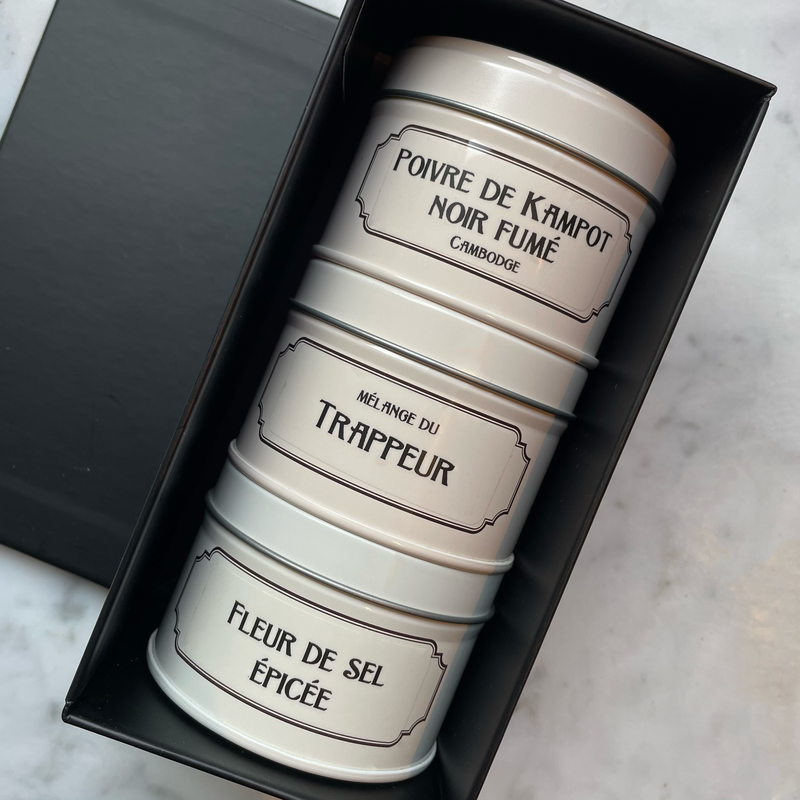 POIVRE DE KAMPOT
NOIR FUMÉ
CAMBODGE
MÉLANGE DU
TRAPPEUR
FLEUR DE SEL
ÉPICÉE